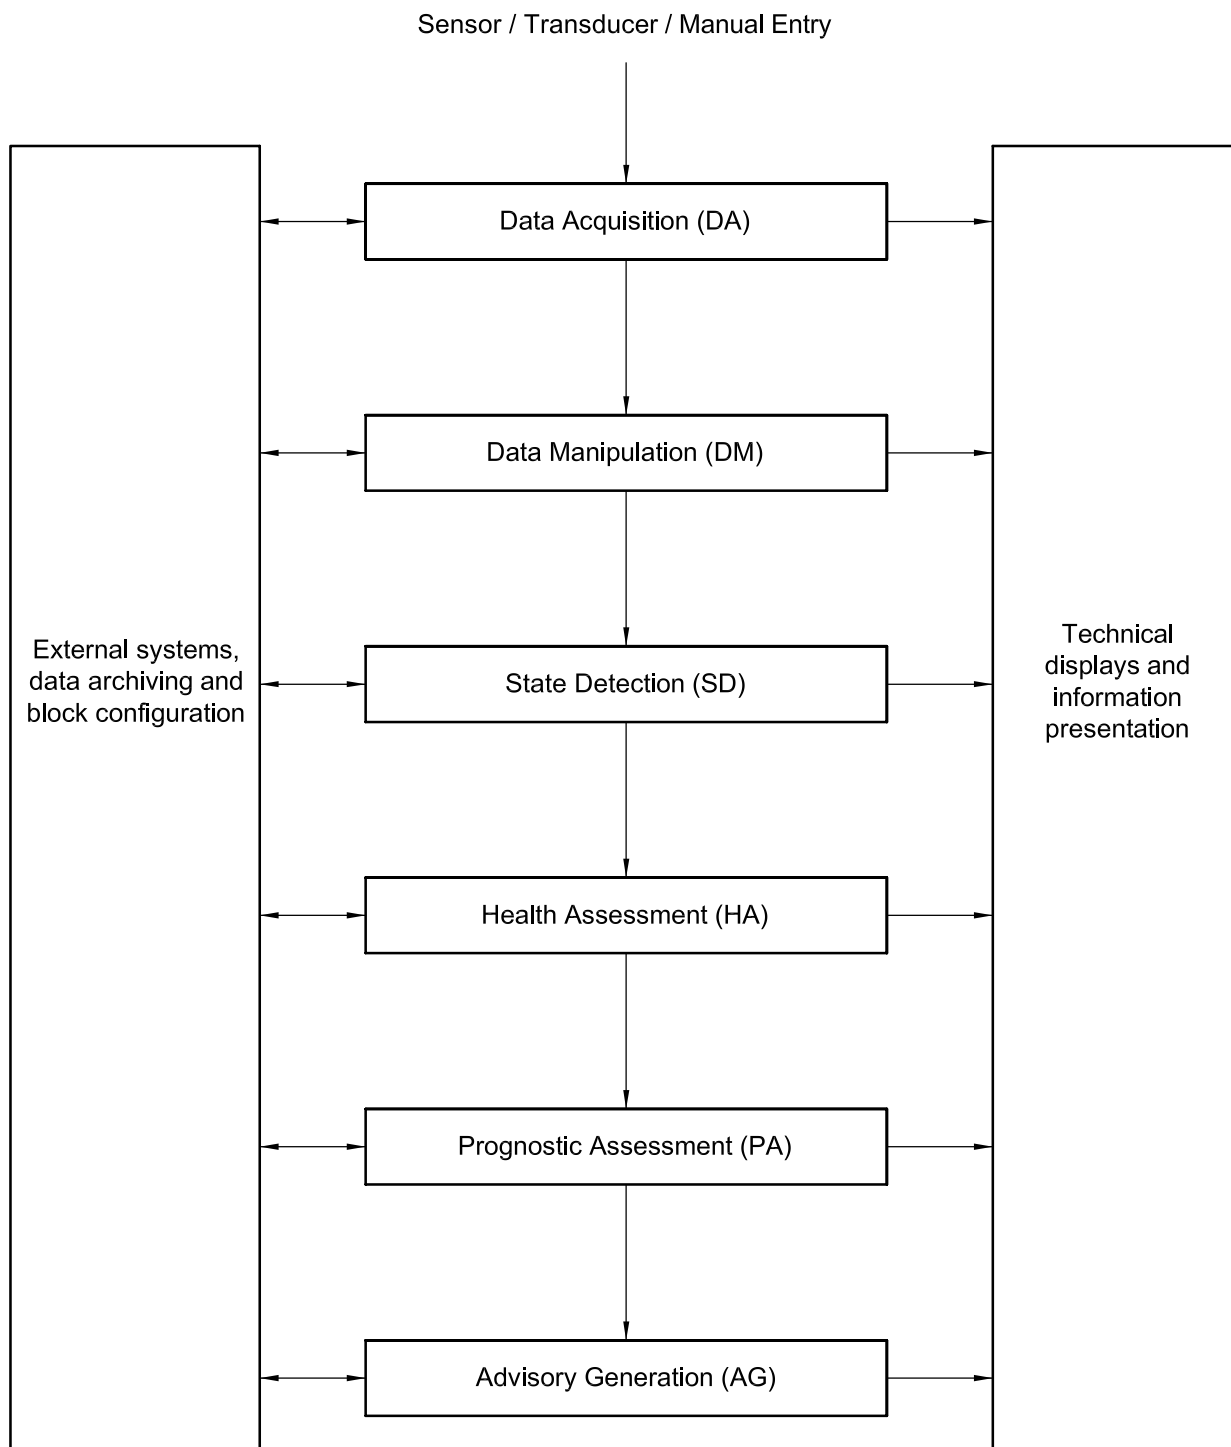 Sensor / Transducer / Manual Entry
Data Acquisition (DA)
Data Manipulation (DM)
External systems,
data archiving and
block configuration
State Detection (SD)
Technical
displays and
information
presentation
Health Assessment (HA)
Prognostic Assessment (PA)
Advisory Generation (AG)